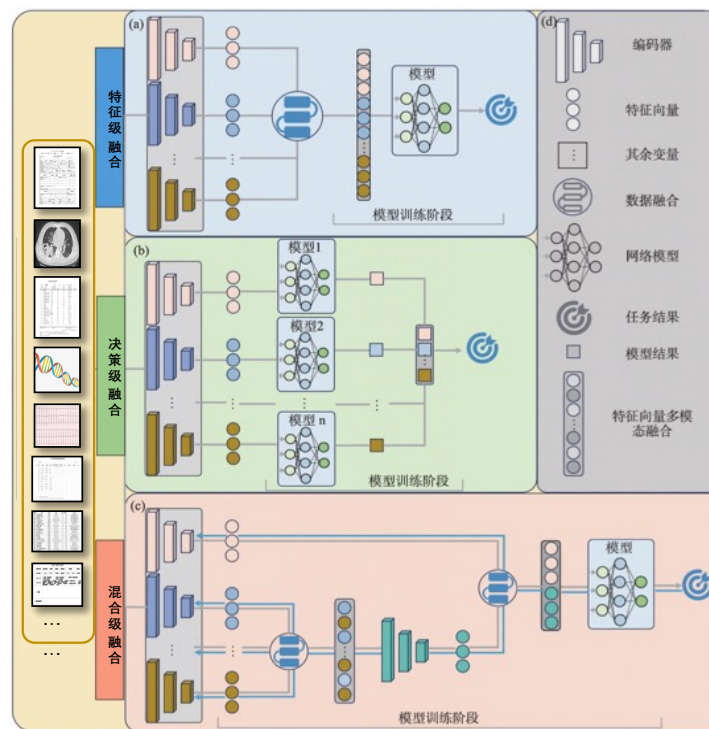 特征级融合
决策级融合
混合级融合
...
...
(a)
模型
模型训练阶段
(b)
模型1
模型2
模型 n
模型训练阶段
(c)
模型
模型训练阶段
(d)
编码器
特征向量
其余变量
数据融合
网络模型
任务结果
模型结果
特征向量多模
态融合